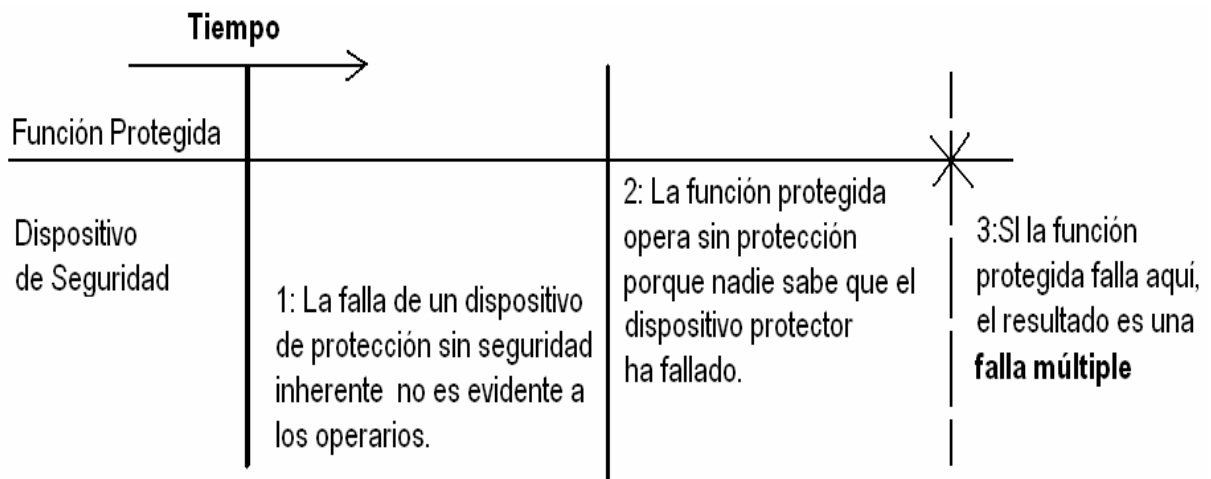 Tiempo
Función Protegida
Dispositivo
de Seguridad
1: La falla de un dispositivo
de protección sin seguridad
inherente no es evidente a
los operarios.
2: La función protegida
opera sin protección
porque nadie sabe que el
dispositivo protector
ha fallado.
3:SI la función
protegida falla aquí,
el resultado es una
falla múltiple